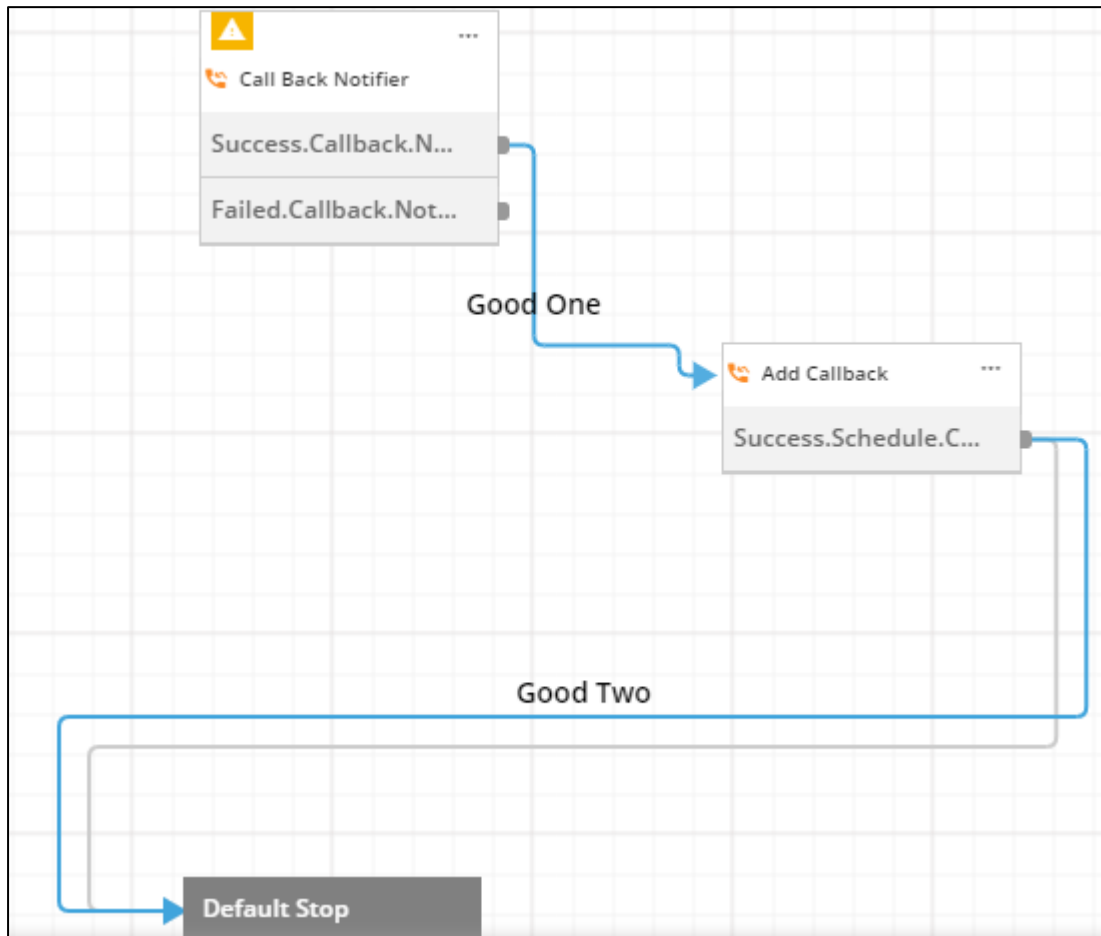 Call Back Notifier
Success.Callback.N...
Failed.Callback.Not...
Good One
Add Callback
Success.Schedule.C...
Good Two
Default Stop